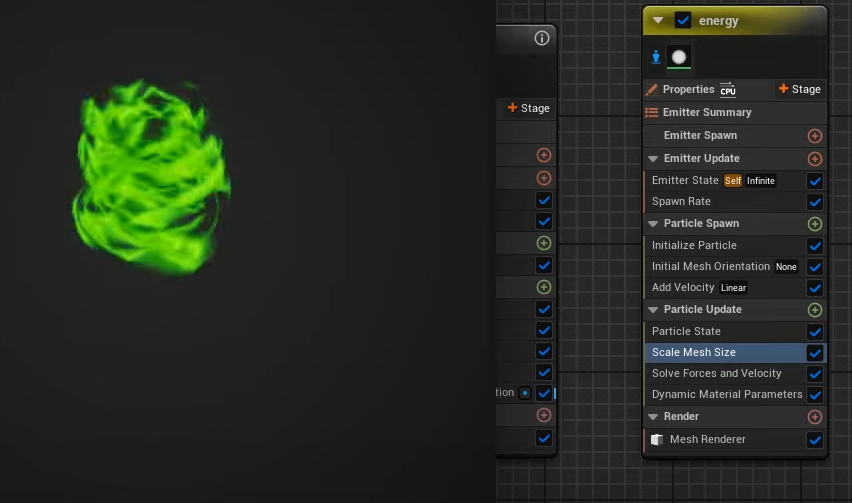 energy
Properties CPU + Stage
+ Stage
Emitter Summary
Emitter Spawn
Emitter Update
Emitter State Self Infinite
Spawn Rate
Particle Spawn
Initialize Particle
Initial Mesh Orientation None
Add Velocity Linear
Particle Update
Particle State
Scale Mesh Size
Solve Forces and Velocity
tion
Dynamic Material Parameters
Render
Mesh Renderer